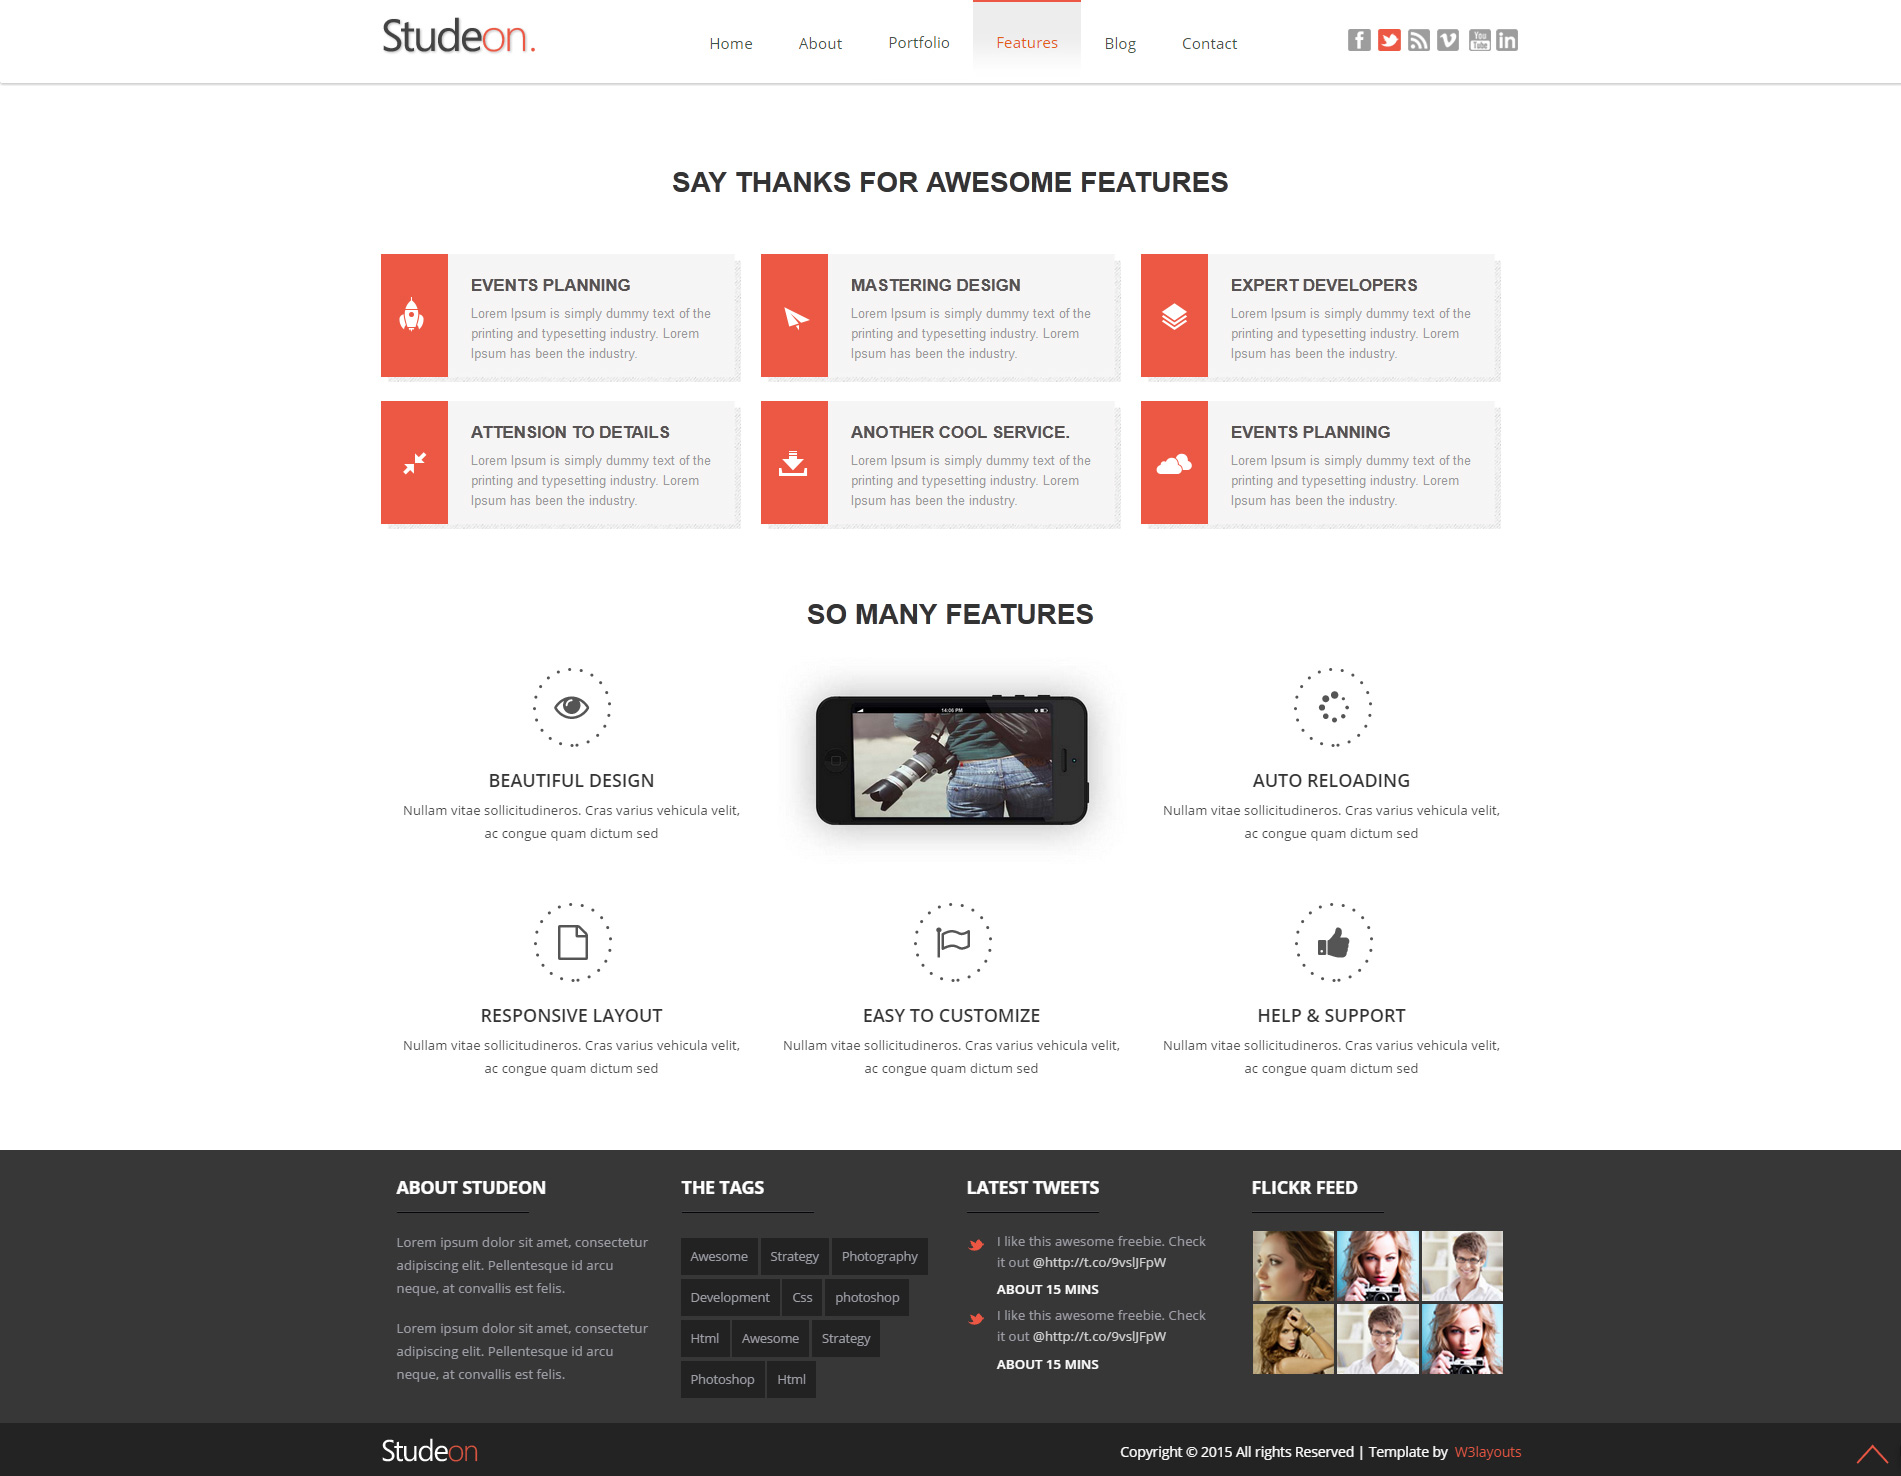 Studeon.
Home
About
Portfolio
Features
Blog
Contact
You
Tube
SAY THANKS FOR AWESOME FEATURES
EVENTS PLANNING
Lorem Ipsum is simply dummy text of the
printing and typesetting industry. Lorem
Ipsum has been the industry.
MASTERING DESIGN
Lorem Ipsum is simply dummy text of the
printing and typesetting industry. Lorem
Ipsum has been the industry.
EXPERT DEVELOPERS
Lorem Ipsum is simply dummy text of the
printing and typesetting industry. Lorem
Ipsum has been the industry.
ATTENSION TO DETAILS
Lorem Ipsum is simply dummy text of the
printing and typesetting industry. Lorem
Ipsum has been the industry.
ANOTHER COOL SERVICE.
Lorem Ipsum is simply dummy text of the
printing and typesetting industry. Lorem
Ipsum has been the industry.
EVENTS PLANNING
Lorem Ipsum is simply dummy text of the
printing and typesetting industry. Lorem
Ipsum has been the industry.
SO MANY FEATURES
BEAUTIFUL DESIGN
Nullam vitae sollicitudineros. Cras varius vehicula velit,
ac congue quam dictum sed
14:06 PM
AUTO RELOADING
Nullam vitae sollicitudineros. Cras varius vehicula velit,
ac congue quam dictum sed
RESPONSIVE LAYOUT
Nullam vitae sollicitudineros. Cras varius vehicula velit,
ac congue quam dictum sed
EASY TO CUSTOMIZE
Nullam vitae sollicitudineros. Cras varius vehicula velit,
ac congue quam dictum sed
HELP & SUPPORT
Nullam vitae sollicitudineros. Cras varius vehicula velit,
ac congue quam dictum sed
ABOUT STUDEON
Lorem ipsum dolor sit amet, consectetur
adipiscing elit. Pellentesque id arcu
neque, at convallis est felis.
Lorem ipsum dolor sit amet, consectetur
adipiscing elit. Pellentesque id arcu
neque, at convallis est felis.
THE TAGS
Awesome
Strategy
Photography
Development
Css
photoshop
Html
Awesome
Strategy
Photoshop
Html
LATEST TWEETS
I like this awesome freebie. Check
it out @http://t.co/9vslJFpW
ABOUT 15 MINS
I like this awesome freebie. Check
it out @http://t.co/9vslJFpW
ABOUT 15 MINS
FLICKR FEED
Studeon
Copyright © 2015 All rights Reserved | Template by W3layouts